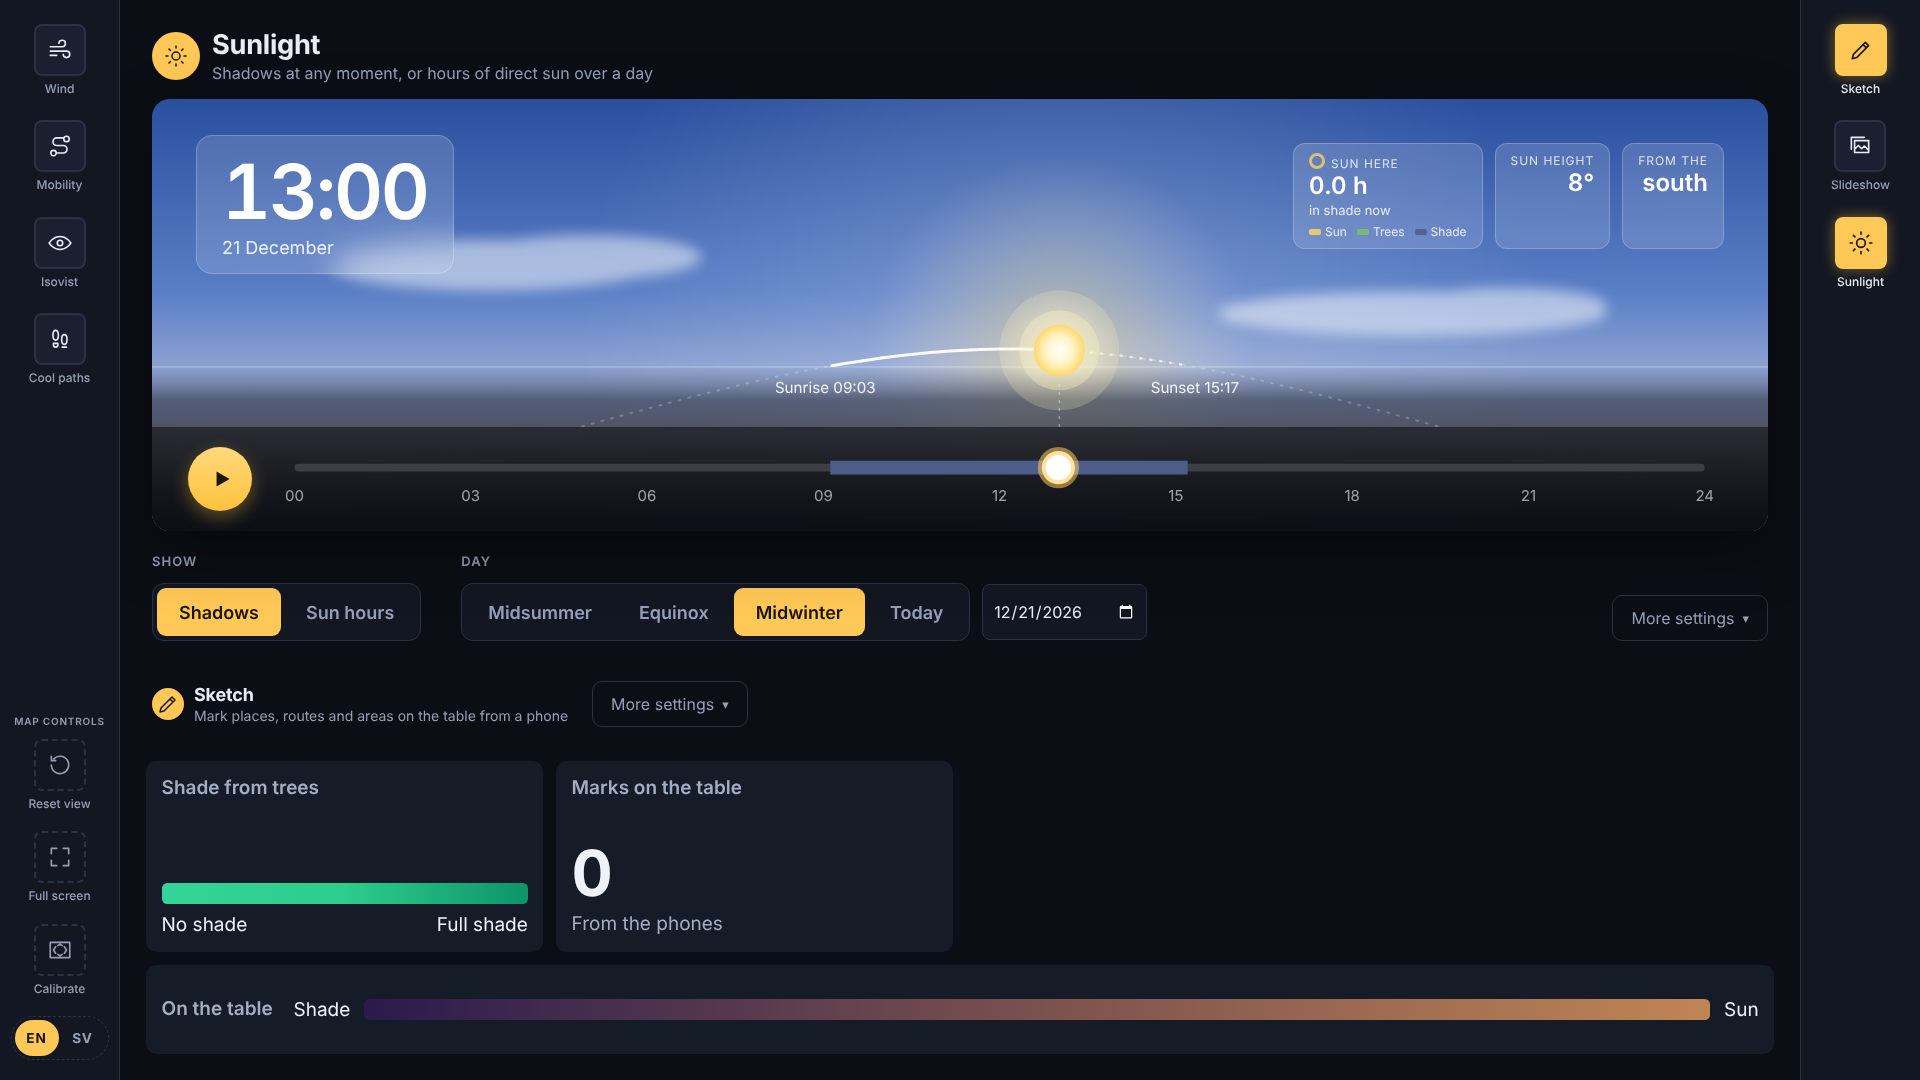 Wind
Mobility
Isovist
Cool paths
MAP CONTROLS
Reset view
Full screen
Calibrate
EN SV
Sunlight
Shadows at any moment, or hours of direct sun over a day
13:00
21 December
SUN HERE
0.0 h
in shade now
Sun Trees Shade
SUN HEIGHT
8°
FROM THE
south
Sunrise 09:03
Sunset 15:17
00 03 06 09 12 15 18 21 24
SHOW
Shadows Sun hours
DAY
Midsummer Equinox Midwinter Today
12/21/2026
More settings
Sketch
Mark places, routes and areas on the table from a phone
More settings
Shade from trees
No shade Full shade
Marks on the table
0
From the phones
On the table Shade Sun
Sketch
Slideshow
Sunlight